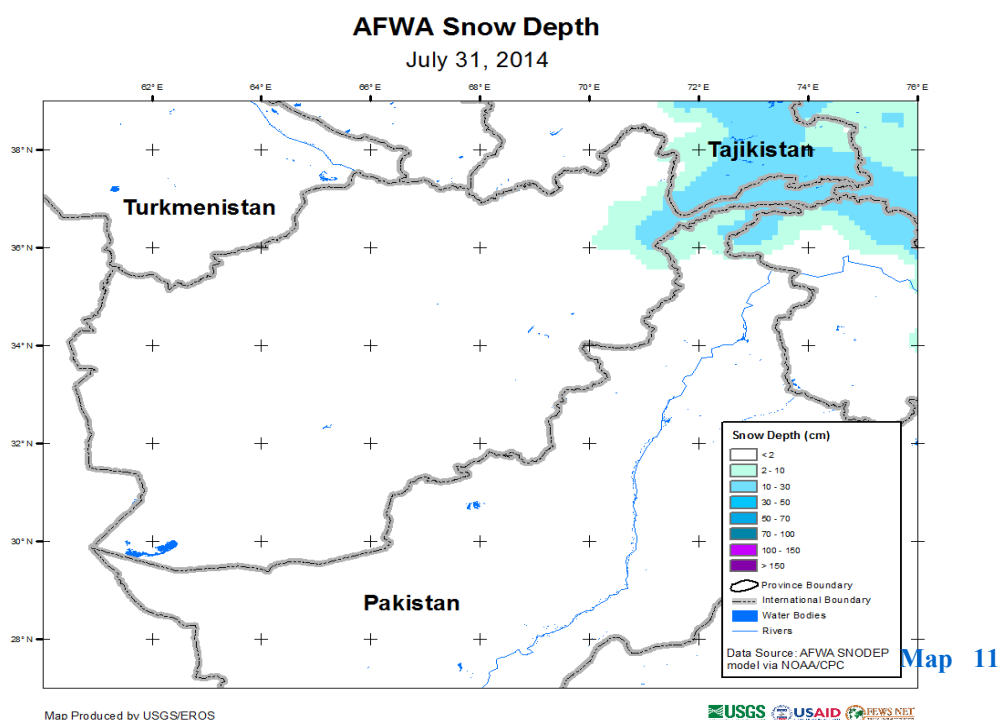 AFWA Snow Depth
July 31, 2014
62° E 64° E 66° E 68° E 70° E 72° E 74° E 76° E
38° N
Tajikistan
Turkmenistan
36° N
34° N
32° N
30° N
Pakistan
28° N
Snow Depth (cm)
< 2
2 - 10
10 - 30
30 - 50
50 - 70
70 - 100
100 - 150
> 150
Province Boundary
International Boundary
Water Bodies
Rivers
Data Source: AFWA SNODEP
model via NOAA/CPC
Map 11
Map Produced by USGS/EROS
USGS USAID FEWS NET